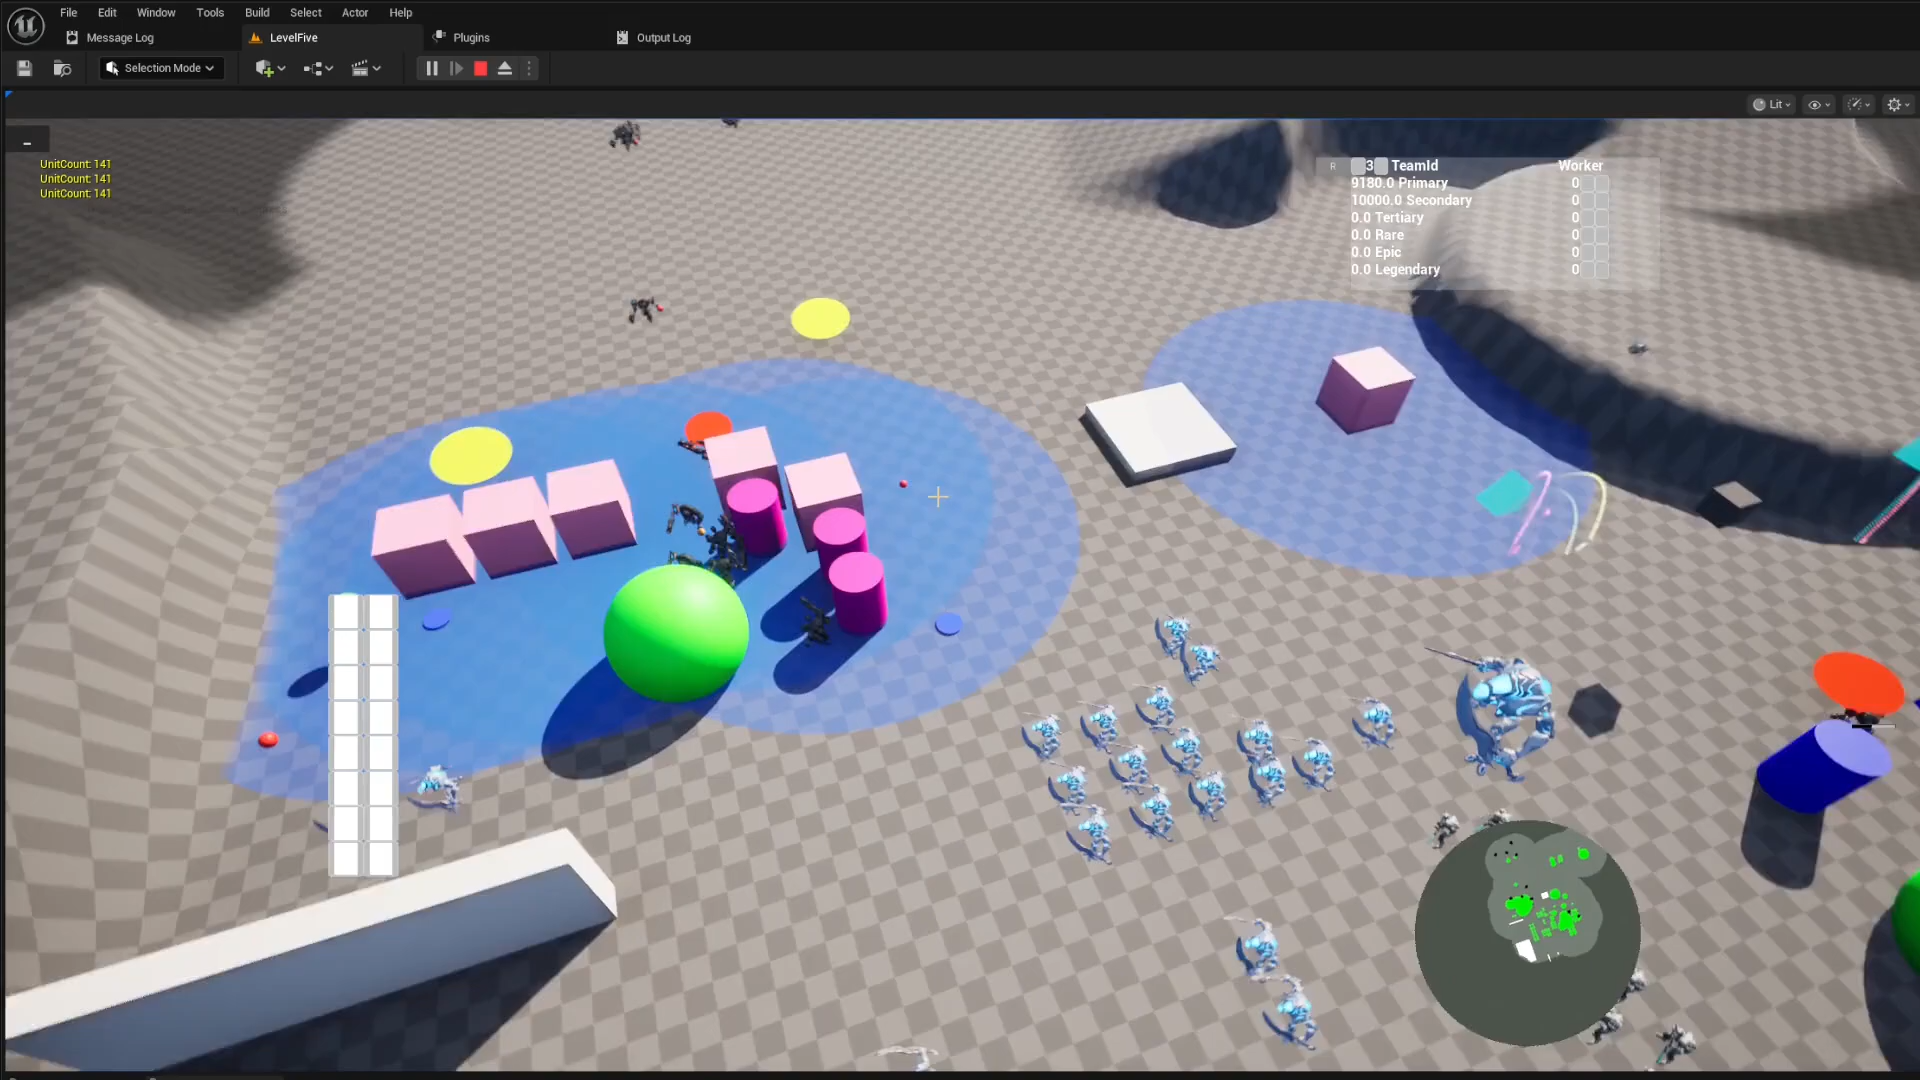 File Edit Window Tools Build Select Actor Help
Message Log LevelFive Plugins Output Log
Selection Mode
Lit
UnitCount: 141
UnitCount: 141
UnitCount: 141
R 3 TeamId Worker
9180.0 Primary 0
10000.0 Secondary 0
0.0 Tertiary 0
0.0 Rare 0
0.0 Epic 0
0.0 Legendary 0